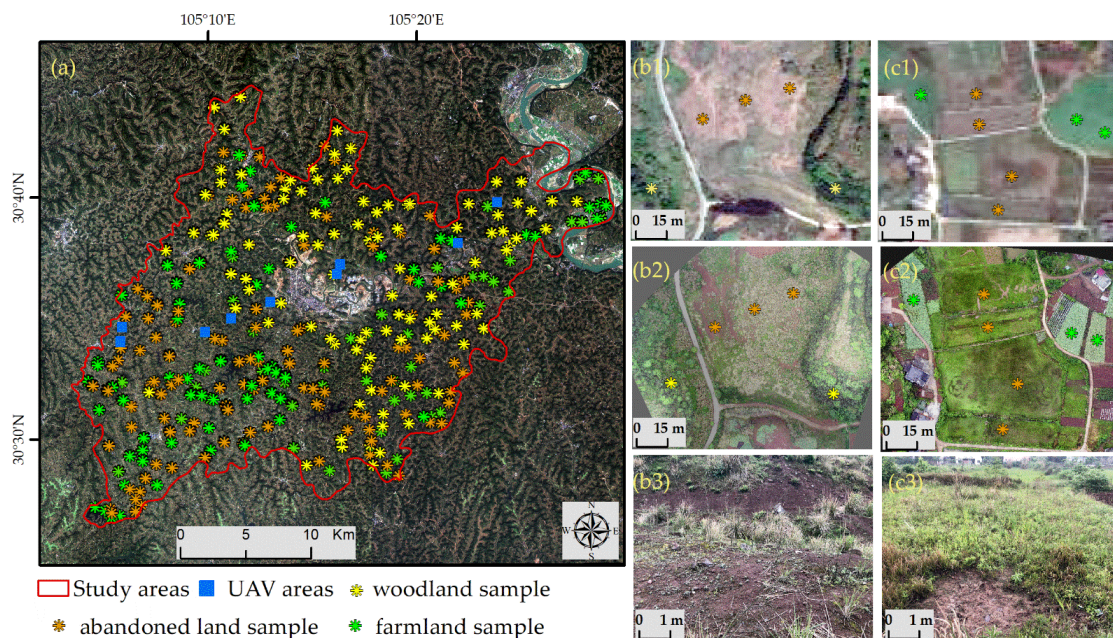 105°10'E 105°20'E
(a)
30°40'N
30°30'N
N
W E
S
0 5 10 Km
Study areas UAV areas woodland sample
abandoned land sample farmland sample
(b1)
0 15 m
(c1)
0 15 m
(b2)
0 15 m
(c2)
0 15 m
(b3)
0 1 m
(c3)
0 1 m